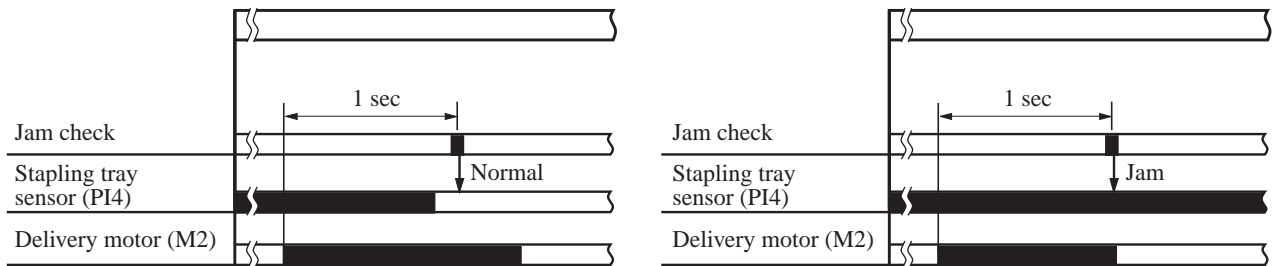 1 sec
Jam check
Normal
Stapling tray
sensor (PI4)
Delivery motor (M2)
1 sec
Jam check
Jam
Stapling tray
sensor (PI4)
Delivery motor (M2)